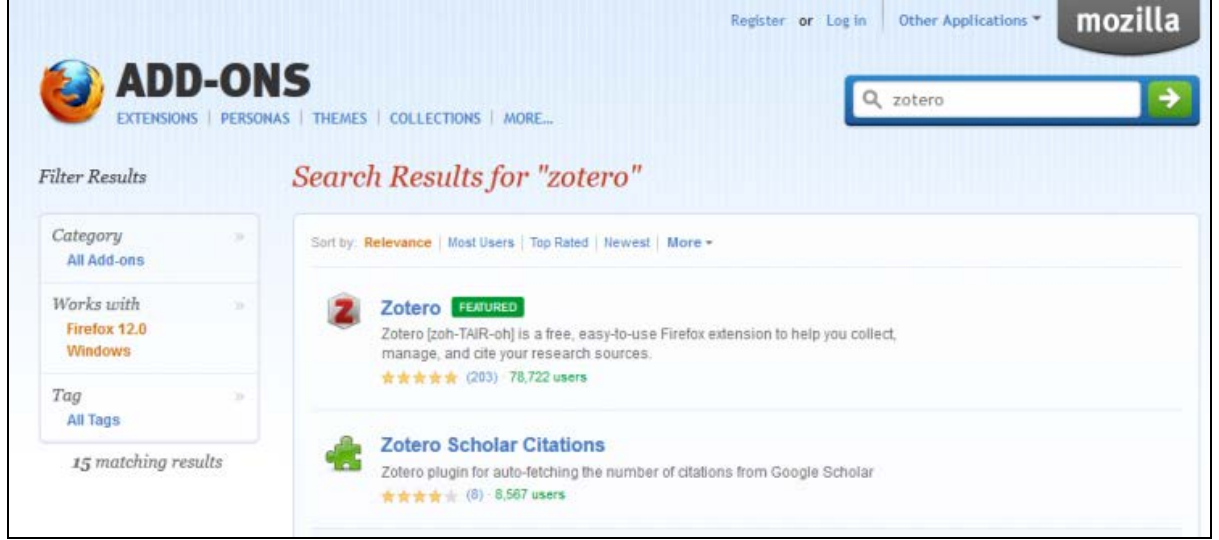 Register or Log in | Other Applications
mozilla
ADD-ONS
EXTENSIONS | PERSONAS | THEMES | COLLECTIONS | MORE...
zotero
Filter Results
Category »
All Add-ons
Works with »
Firefox 12.0
Windows
Tag »
All Tags
15 matching results
Search Results for "zotero"
Sort by: Relevance | Most Users | Top Rated | Newest | More
Z
Zotero FEATURED
Zotero [zoh-TAIR-oh] is a free, easy-to-use Firefox extension to help you collect,
manage, and cite your research sources.
(203) · 78,722 users
Zotero Scholar Citations
Zotero plugin for auto-fetching the number of citations from Google Scholar
(8) · 8,567 users